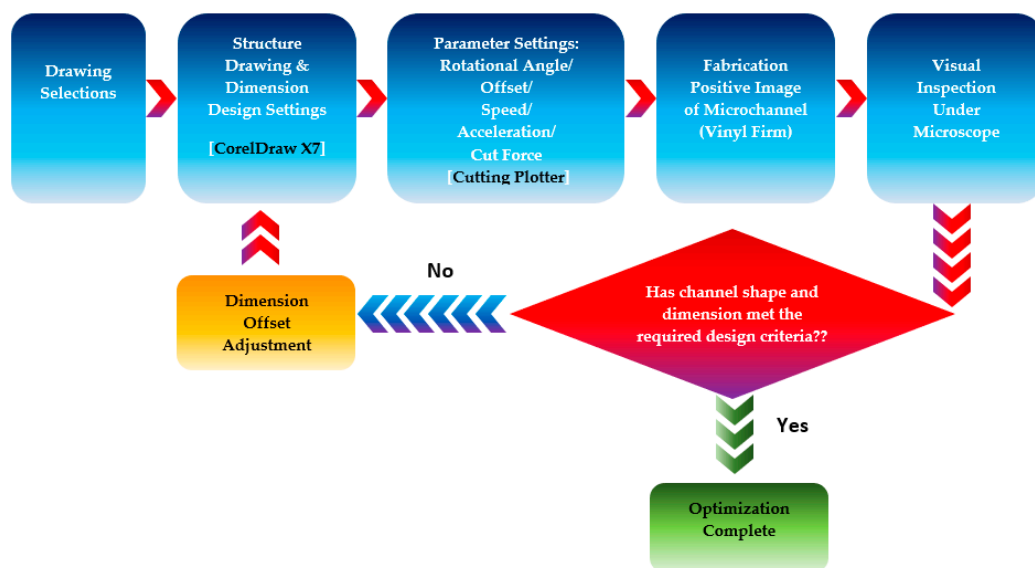 Drawing
Selections
Structure
Drawing &
Dimension
Design Settings
[CorelDraw X7]
Parameter Settings:
Rotational Angle/
Offset/
Speed/
Acceleration/
Cut Force
[Cutting Plotter]
Fabrication
Positive Image
of Microchannel
(Vinyl Firm)
Visual
Inspection
Under
Microscope
No
Dimension
Offset
Adjustment
Has channel shape and
dimension met the
required design criteria??
Yes
Optimization
Complete